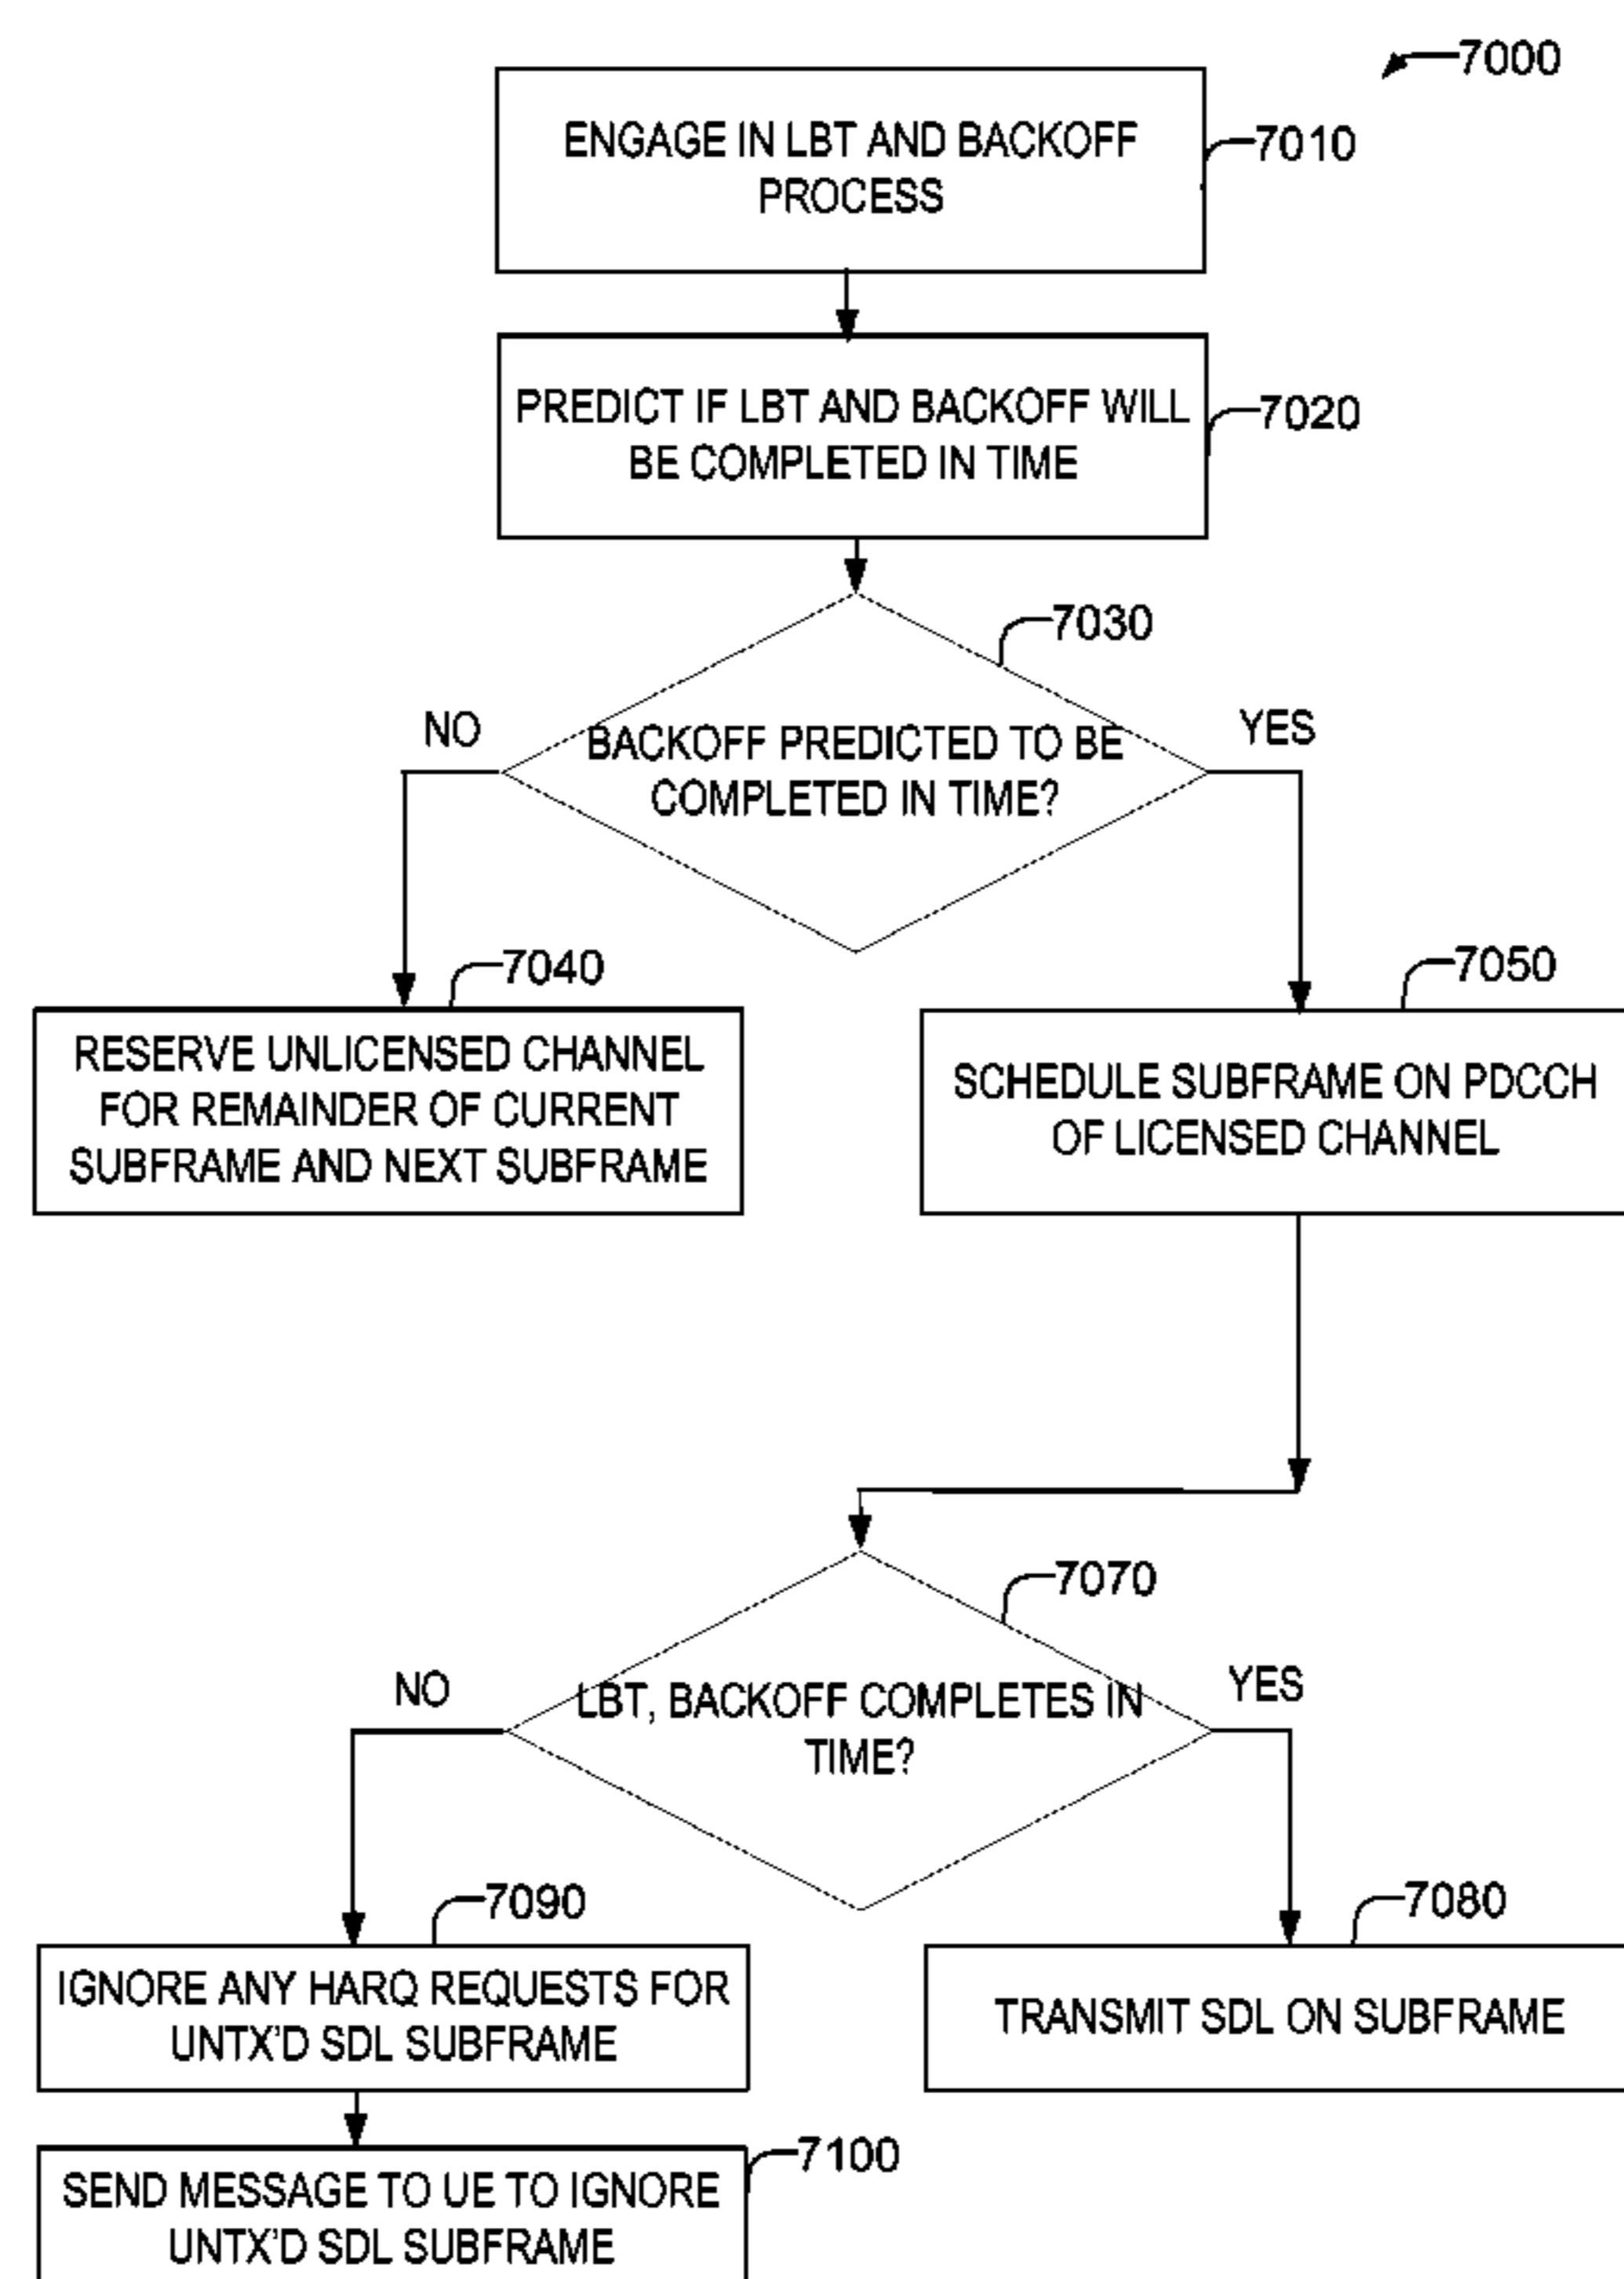 7000
ENGAGE IN LBT AND BACKOFF
PROCESS
7010
PREDICT IF LBT AND BACKOFF WILL
BE COMPLETED IN TIME
7020
7030
NO
YES
BACKOFF PREDICTED TO BE
COMPLETED IN TIME?
7040
7050
RESERVE UNLICENSED CHANNEL
FOR REMAINDER OF CURRENT
SUBFRAME AND NEXT SUBFRAME
SCHEDULE SUBFRAME ON PDCCH
OF LICENSED CHANNEL
7070
NO
YES
LBT, BACKOFF COMPLETES IN
TIME?
7090
7080
IGNORE ANY HARQ REQUESTS FOR
UNTX'D SDL SUBFRAME
TRANSMIT SDL ON SUBFRAME
7100
SEND MESSAGE TO UE TO IGNORE
UNTX'D SDL SUBFRAME